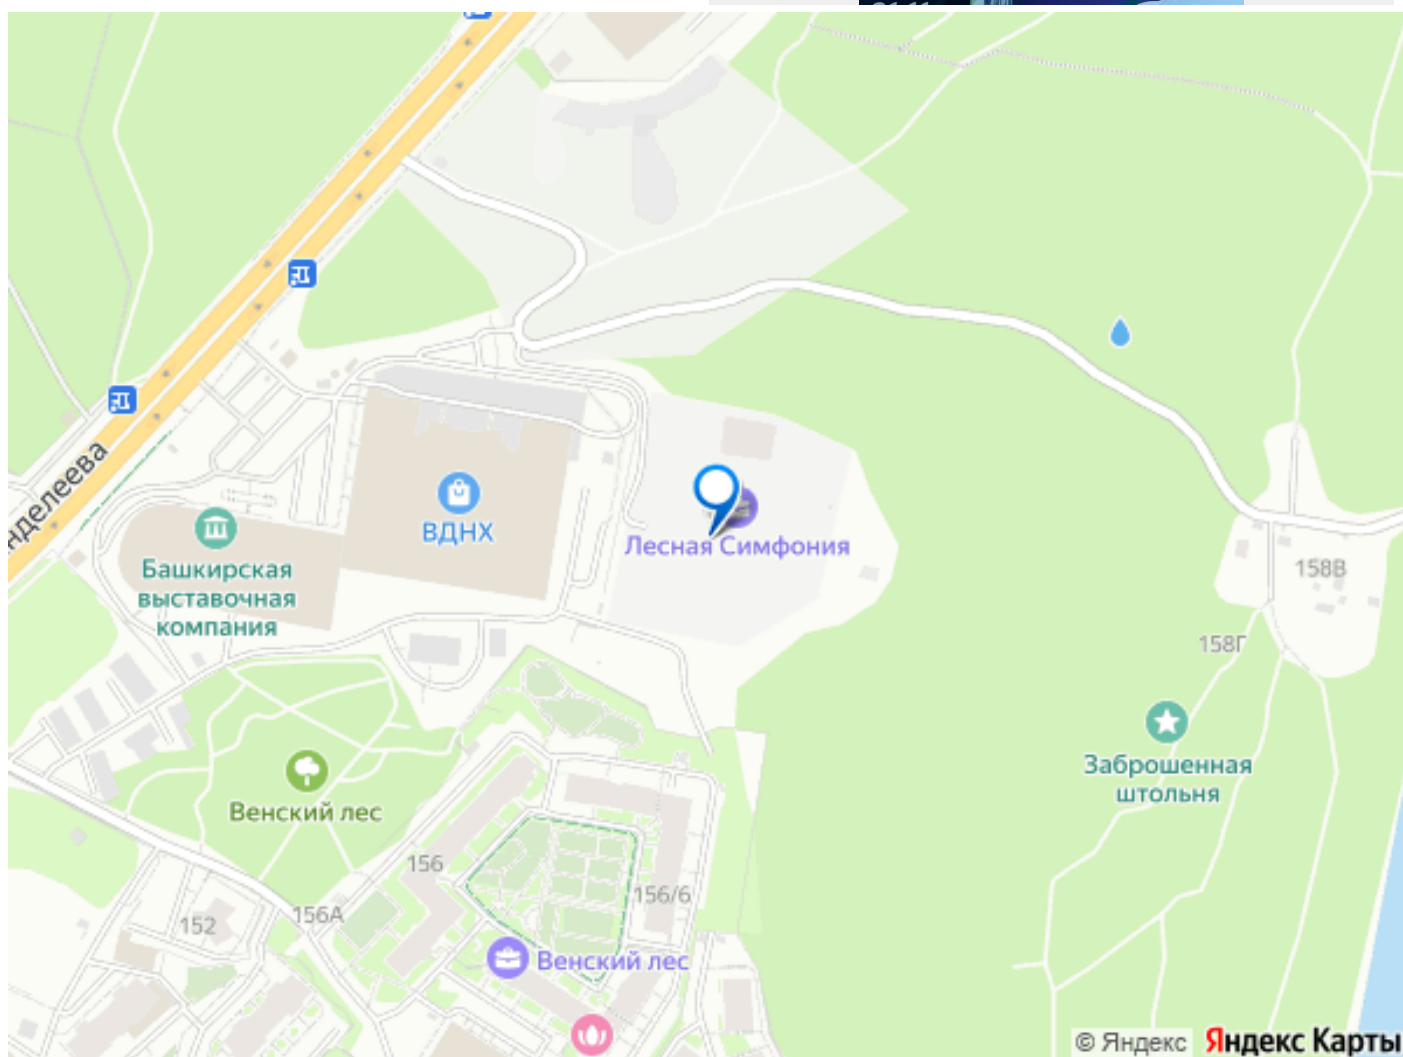 нделеева
ВДНХ
Башкирская
выставочная
компания
Лесная Симфония
158В
158Г
Заброшенная
штольня
Венский лес
156
156/6
156А
152
Венский лес
© Яндекс Яндекс Карты